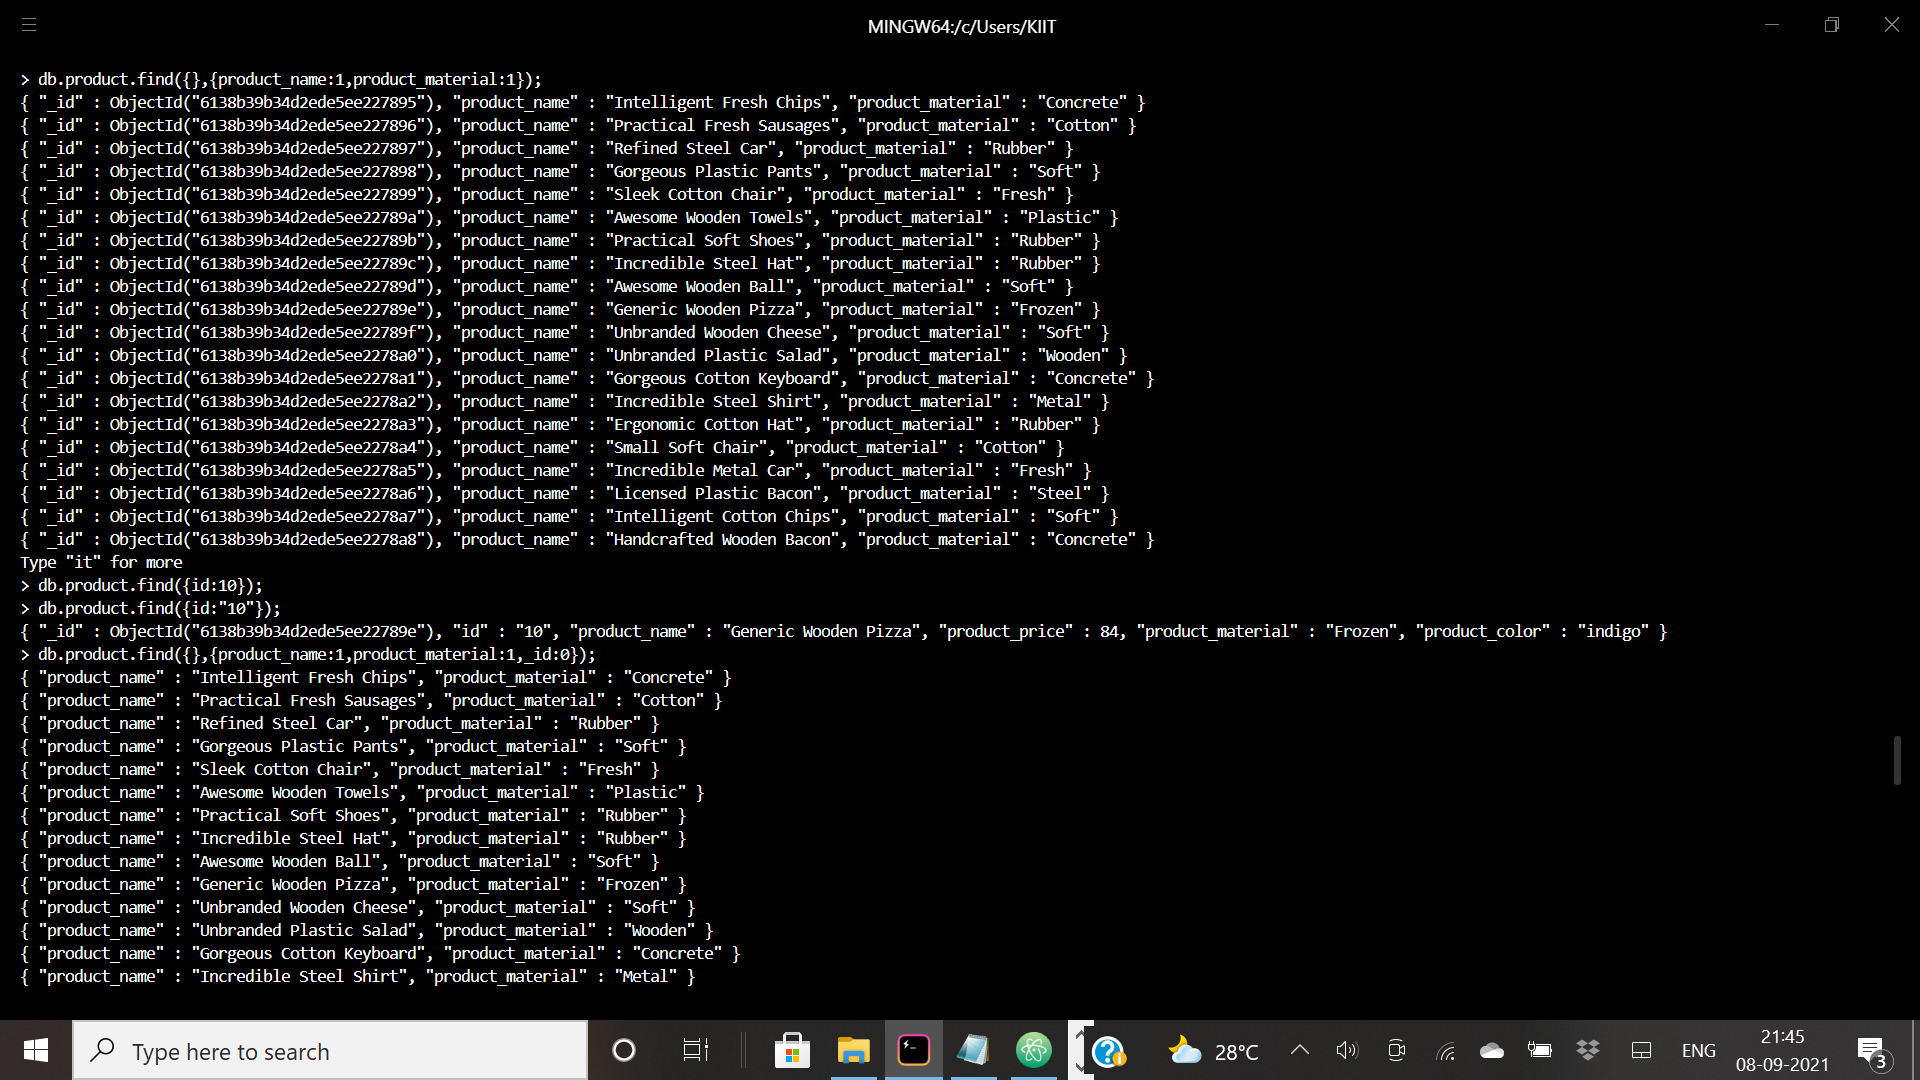 MINGW64:/c/Users/KIIT
> db.product.find({},{product_name:1,product_material:1});
{ "_id" : ObjectId("6138b39b34d2ede5ee227895"), "product_name" : "Intelligent Fresh Chips", "product_material" : "Concrete" }
{ "_id" : ObjectId("6138b39b34d2ede5ee227896"), "product_name" : "Practical Fresh Sausages", "product_material" : "Cotton" }
{ "_id" : ObjectId("6138b39b34d2ede5ee227897"), "product_name" : "Refined Steel Car", "product_material" : "Rubber" }
{ "_id" : ObjectId("6138b39b34d2ede5ee227898"), "product_name" : "Gorgeous Plastic Pants", "product_material" : "Soft" }
{ "_id" : ObjectId("6138b39b34d2ede5ee227899"), "product_name" : "Sleek Cotton Chair", "product_material" : "Fresh" }
{ "_id" : ObjectId("6138b39b34d2ede5ee22789a"), "product_name" : "Awesome Wooden Towels", "product_material" : "Plastic" }
{ "_id" : ObjectId("6138b39b34d2ede5ee22789b"), "product_name" : "Practical Soft Shoes", "product_material" : "Rubber" }
{ "_id" : ObjectId("6138b39b34d2ede5ee22789c"), "product_name" : "Incredible Steel Hat", "product_material" : "Rubber" }
{ "_id" : ObjectId("6138b39b34d2ede5ee22789d"), "product_name" : "Awesome Wooden Ball", "product_material" : "Soft" }
{ "_id" : ObjectId("6138b39b34d2ede5ee22789e"), "product_name" : "Generic Wooden Pizza", "product_material" : "Frozen" }
{ "_id" : ObjectId("6138b39b34d2ede5ee22789f"), "product_name" : "Unbranded Wooden Cheese", "product_material" : "Soft" }
{ "_id" : ObjectId("6138b39b34d2ede5ee2278a0"), "product_name" : "Unbranded Plastic Salad", "product_material" : "Wooden" }
{ "_id" : ObjectId("6138b39b34d2ede5ee2278a1"), "product_name" : "Gorgeous Cotton Keyboard", "product_material" : "Concrete" }
{ "_id" : ObjectId("6138b39b34d2ede5ee2278a2"), "product_name" : "Incredible Steel Shirt", "product_material" : "Metal" }
{ "_id" : ObjectId("6138b39b34d2ede5ee2278a3"), "product_name" : "Ergonomic Cotton Hat", "product_material" : "Rubber" }
{ "_id" : ObjectId("6138b39b34d2ede5ee2278a4"), "product_name" : "Small Soft Chair", "product_material" : "Cotton" }
{ "_id" : ObjectId("6138b39b34d2ede5ee2278a5"), "product_name" : "Incredible Metal Car", "product_material" : "Fresh" }
{ "_id" : ObjectId("6138b39b34d2ede5ee2278a6"), "product_name" : "Licensed Plastic Bacon", "product_material" : "Steel" }
{ "_id" : ObjectId("6138b39b34d2ede5ee2278a7"), "product_name" : "Intelligent Cotton Chips", "product_material" : "Soft" }
{ "_id" : ObjectId("6138b39b34d2ede5ee2278a8"), "product_name" : "Handcrafted Wooden Bacon", "product_material" : "Concrete" }
Type "it" for more
> db.product.find({id:10});
> db.product.find({id:"10"});
{ "_id" : ObjectId("6138b39b34d2ede5ee22789e"), "id" : "10", "product_name" : "Generic Wooden Pizza", "product_price" : 84, "product_material" : "Frozen", "product_color" : "indigo" }
> db.product.find({},{product_name:1,product_material:1,_id:0});
{ "product_name" : "Intelligent Fresh Chips", "product_material" : "Concrete" }
{ "product_name" : "Practical Fresh Sausages", "product_material" : "Cotton" }
{ "product_name" : "Refined Steel Car", "product_material" : "Rubber" }
{ "product_name" : "Gorgeous Plastic Pants", "product_material" : "Soft" }
{ "product_name" : "Sleek Cotton Chair", "product_material" : "Fresh" }
{ "product_name" : "Awesome Wooden Towels", "product_material" : "Plastic" }
{ "product_name" : "Practical Soft Shoes", "product_material" : "Rubber" }
{ "product_name" : "Incredible Steel Hat", "product_material" : "Rubber" }
{ "product_name" : "Awesome Wooden Ball", "product_material" : "Soft" }
{ "product_name" : "Generic Wooden Pizza", "product_material" : "Frozen" }
{ "product_name" : "Unbranded Wooden Cheese", "product_material" : "Soft" }
{ "product_name" : "Unbranded Plastic Salad", "product_material" : "Wooden" }
{ "product_name" : "Gorgeous Cotton Keyboard", "product_material" : "Concrete" }
{ "product_name" : "Incredible Steel Shirt", "product_material" : "Metal" }
Type here to search
28°C
ENG
21:45
08-09-2021
3